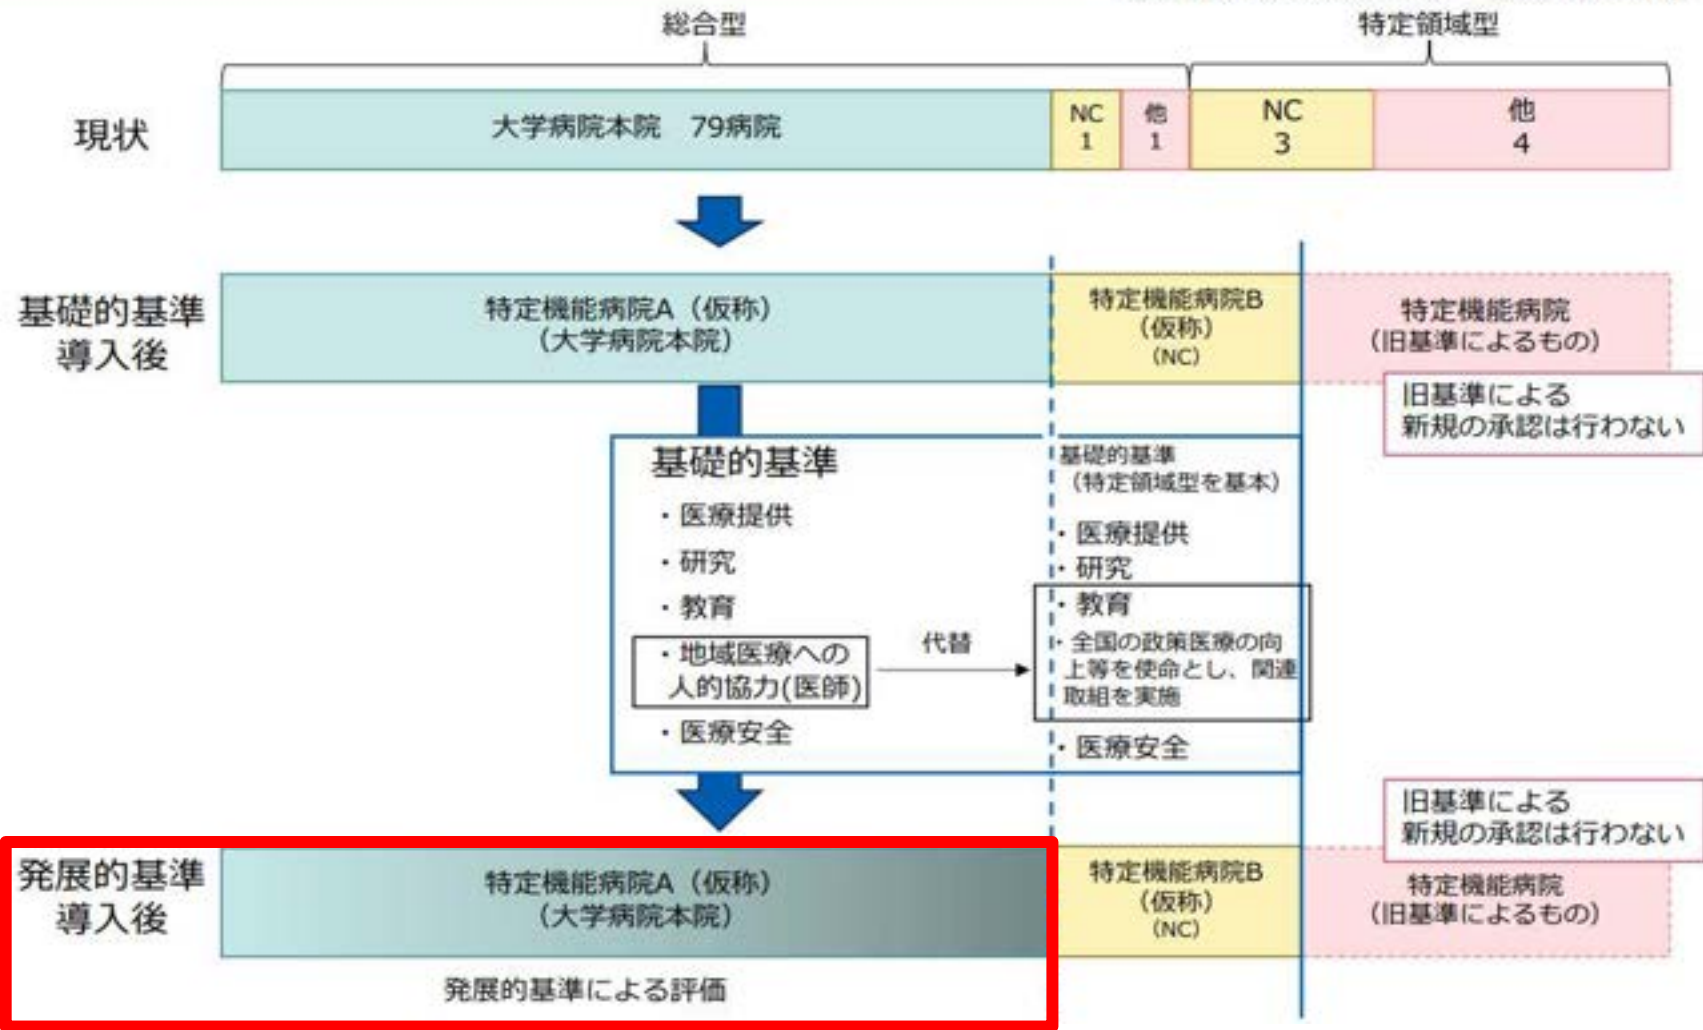 総合型
特定領域型
現状
大学病院本院　79病院
NC
1
他
1
NC
3
他
4
基礎的基準
導入後
特定機能病院A（仮称）
（大学病院本院）
特定機能病院B
（仮称）
（NC）
特定機能病院
（旧基準によるもの）
旧基準による
新規の承認は行わない
基礎的基準
・医療提供
・研究
・教育
・地域医療への
人的協力(医師)
・医療安全
代替
基礎的基準
（特定領域型を基本）
・医療提供
・研究
・教育
・全国の政策医療の向
上等を使命とし、関連
取組を実施
・医療安全
旧基準による
新規の承認は行わない
発展的基準
導入後
特定機能病院A（仮称）
（大学病院本院）
特定機能病院B
（仮称）
（NC）
特定機能病院
（旧基準によるもの）
発展的基準による評価